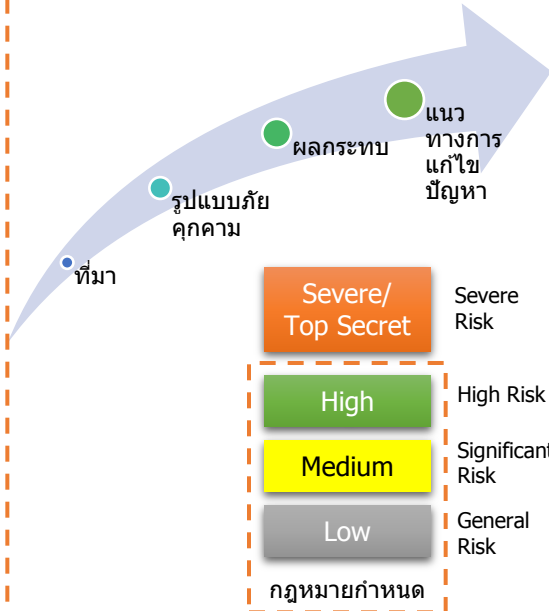 แนว
ทางการ
แก้ไข
ปัญหา
ผลกระทบ
รูปแบบภัย
คุกคาม
ที่มา
Severe/
Top Secret
Severe
Risk
High
High Risk
Medium
Significant
Risk
Low
General
Risk
กฎหมายกำหนด